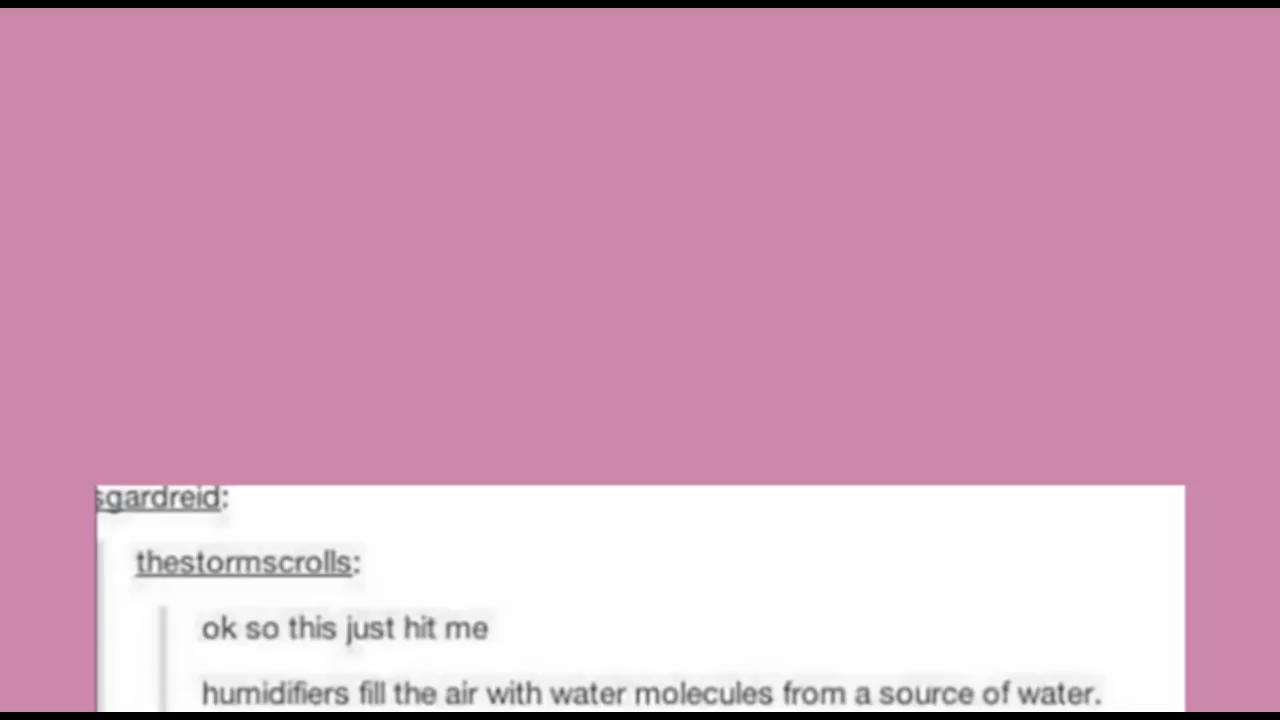 sgardreid:
thestormscrolls:
ok so this just hit me
humidifiers fill the air with water molecules from a source of water.